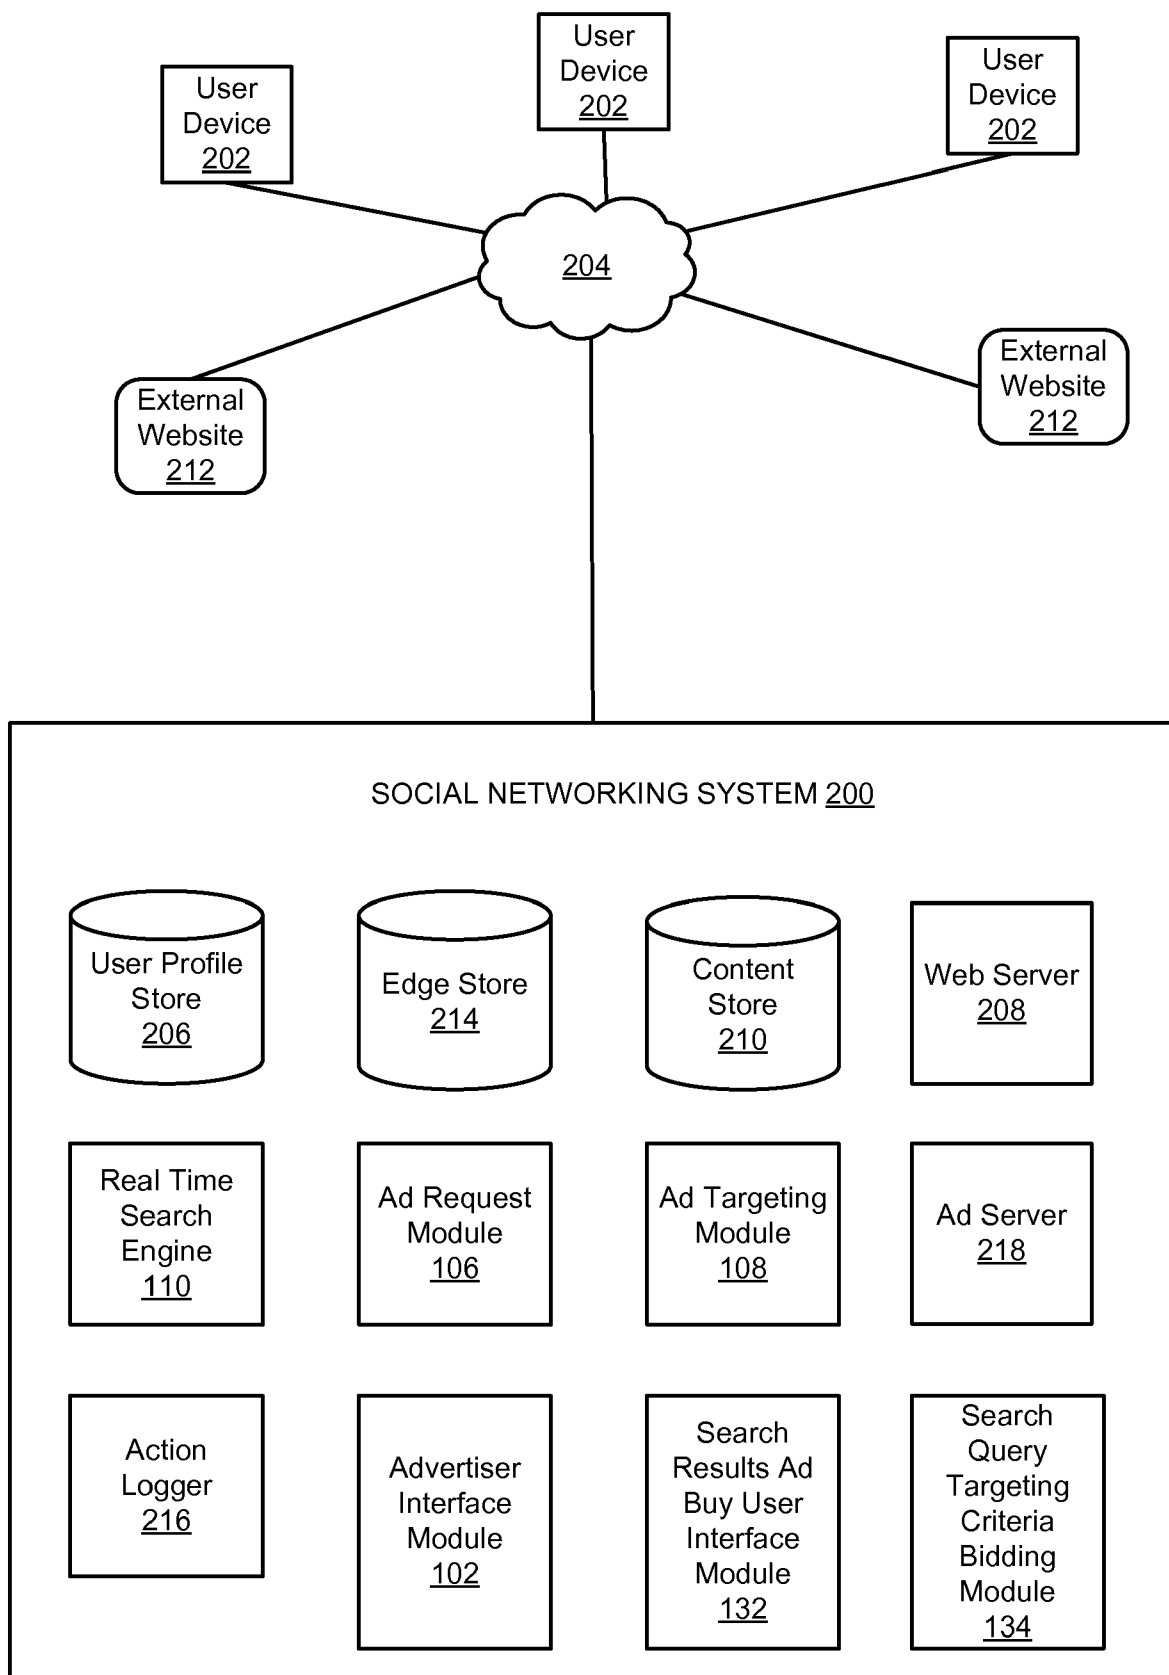 User
Device
202
User
Device
202
User
Device
202
204
External
Website
212
External
Website
212
SOCIAL NETWORKING SYSTEM 200
User Profile
Store
206
Edge Store
214
Content
Store
210
Web Server
208
Real Time
Search
Engine
110
Ad Request
Module
106
Ad Targeting
Module
108
Ad Server
218
Action
Logger
216
Advertiser
Interface
Module
102
Search
Results Ad
Buy User
Interface
Module
132
Search
Query
Targeting
Criteria
Bidding
Module
134